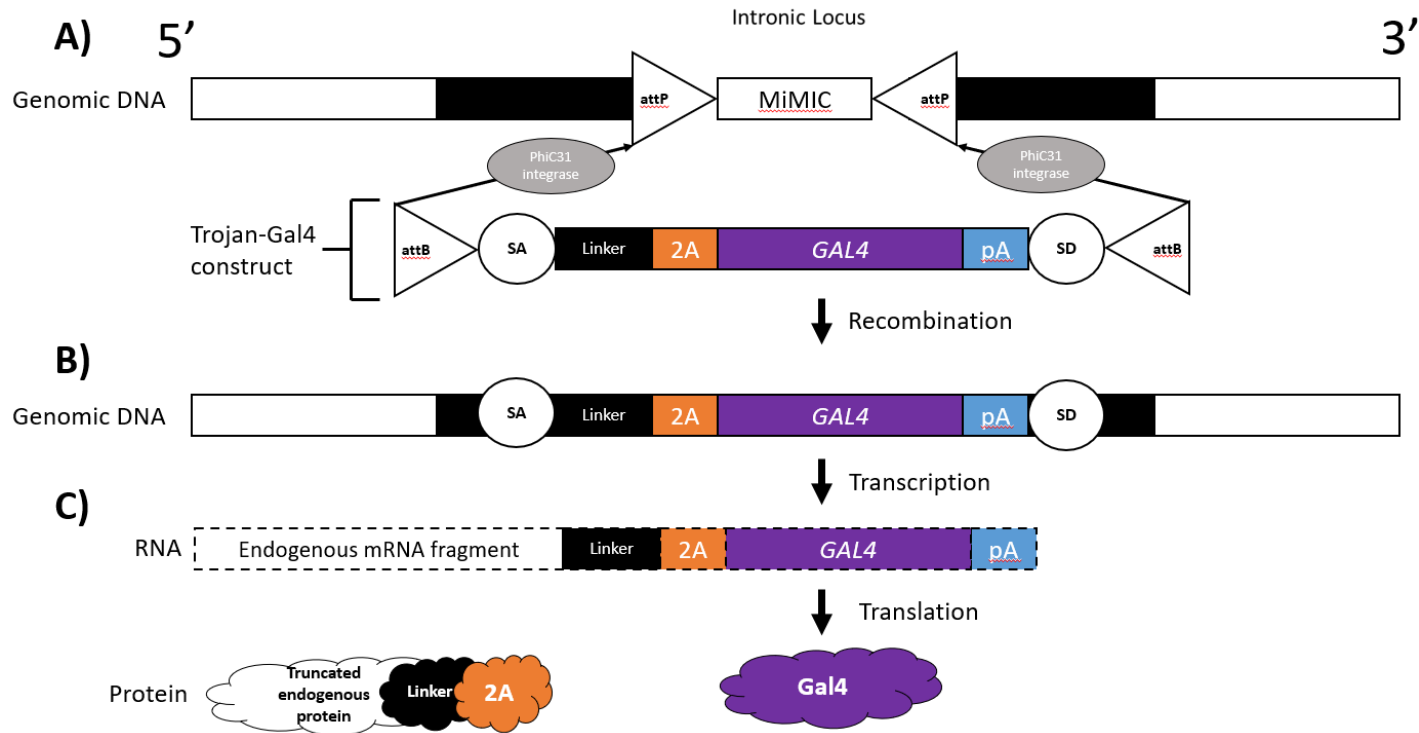 A)
5’
Intronic Locus
3’
Genomic DNA
attP
MiMIC
attP
PhiC31
integrase
PhiC31
integrase
Trojan-Gal4
construct
attB
SA
Linker
2A
GAL4
pA
SD
attB
Recombination
B)
Genomic DNA
SA
Linker
2A
GAL4
pA
SD
Transcription
C)
RNA
Endogenous mRNA fragment
Linker
2A
GAL4
pA
Translation
Protein
Truncated
endogenous
protein
Linker
2A
Gal4